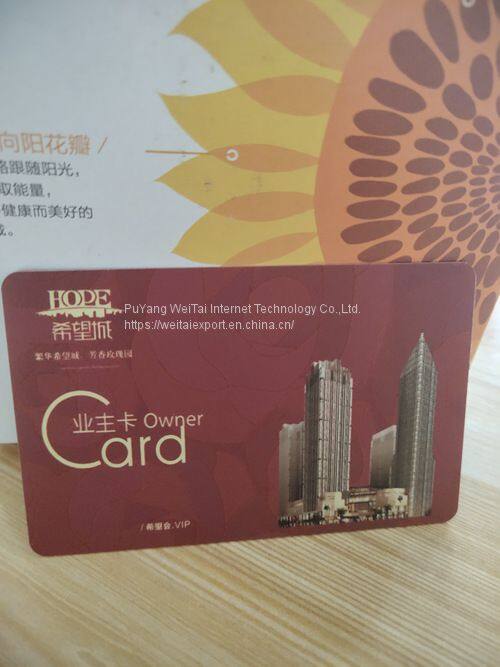 向阳花瓣 /
路跟随阳光，
取能量，
健康而美好的
PuYang WeiTai Internet Technology Co.,Ltd.
https://weitaiexport.en.china.cn/
HOPE
希望城
繁华希望城 芳香玫瑰园
业主卡 Owner
Card
/ 希望会.VIP